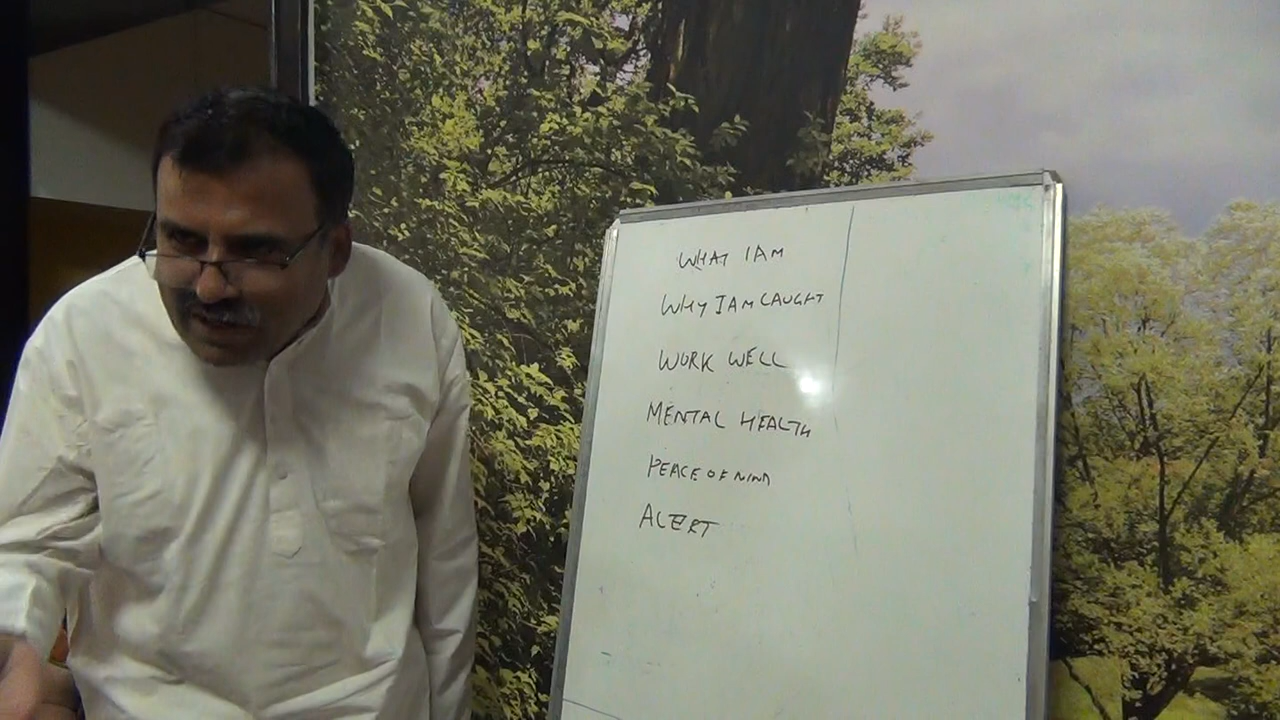 WHAT I AM
WHY I AM CAUGHT
WORK WELL
MENTAL HEALTH
PEACE OF MIND
ALERT